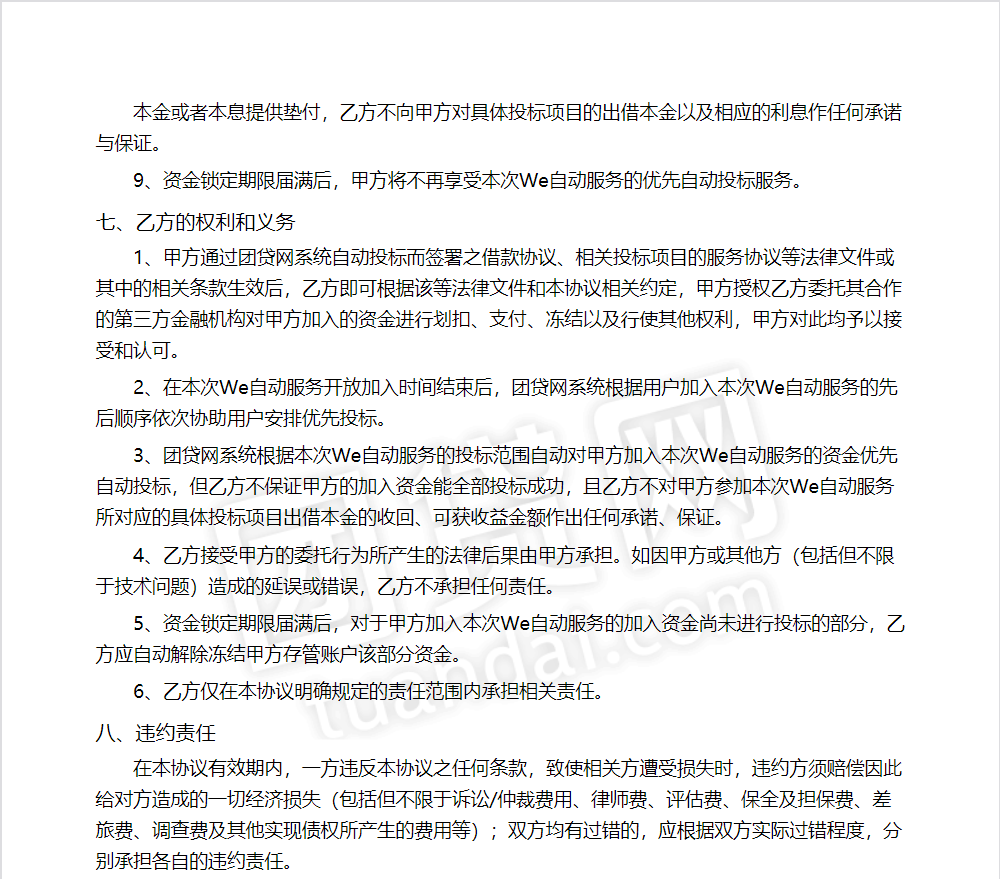 本金或者本息提供垫付，乙方不向甲方对具体投标项目的出借本金以及相应的利息作任何承诺
与保证。
9、资金锁定期限届满后，甲方将不再享受本次We自动服务的优先自动投标服务。
七、乙方的权利和义务
1、甲方通过团贷网系统自动投标而签署之借款协议、相关投标项目的服务协议等法律文件或
其中的相关条款生效后，乙方即可根据该等法律文件和本协议相关约定，甲方授权乙方委托其合作
的第三方金融机构对甲方加入的资金进行划扣、支付、冻结以及行使其他权利，甲方对此均予以接
受和认可。
2、在本次We自动服务开放加入时间结束后，团贷网系统根据用户加入本次We自动服务的先
后顺序依次协助用户安排优先投标。
3、团贷网系统根据本次We自动服务的投标范围自动对甲方加入本次We自动服务的资金优先
自动投标，但乙方不保证甲方的加入资金能全部投标成功，且乙方不对甲方参加本次We自动服务
所对应的具体投标项目出借本金的收回、可获收益金额作出任何承诺、保证。
4、乙方接受甲方的委托行为所产生的法律后果由甲方承担。如因甲方或其他方（包括但不限
于技术问题）造成的延误或错误，乙方不承担任何责任。
5、资金锁定期限届满后，对于甲方加入本次We自动服务的加入资金尚未进行投标的部分，乙
方应自动解除冻结甲方存管账户该部分资金。
6、乙方仅在本协议明确规定的责任范围内承担相关责任。
八、违约责任
在本协议有效期内，一方违反本协议之任何条款，致使相关方遭受损失时，违约方须赔偿因此
给对方造成的一切经济损失（包括但不限于诉讼/仲裁费用、律师费、评估费、保全及担保费、差
旅费、调查费及其他实现债权所产生的费用等）；双方均有过错的，应根据双方实际过错程度，分
别承担各自的违约责任。
团贷网
tuandai.com